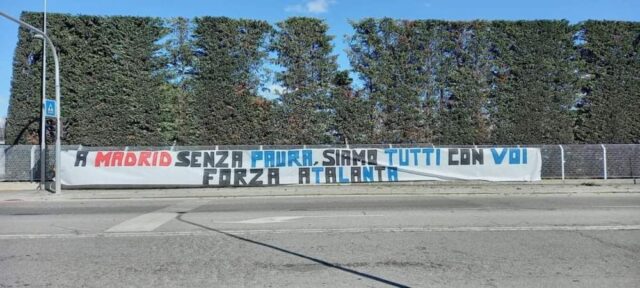 A MADRID SENZA PAURA, SIAMO TUTTI CON VOI
FORZA ATALANTA